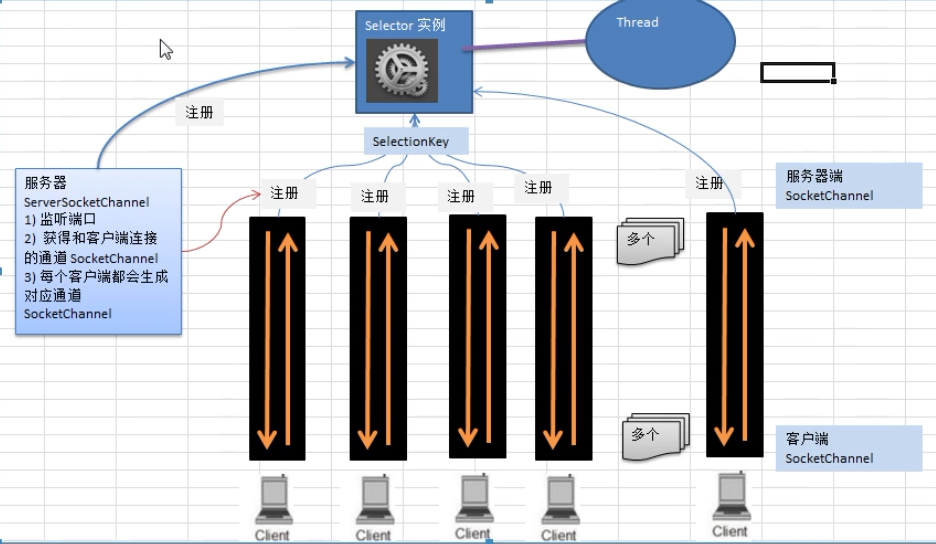 Selector 实例
Thread
注册
SelectionKey
服务器
ServerSocketChannel
1) 监听端口
2) 获得和客户端连接
的通道 SocketChannel
3) 每个客户端都会生成
对应通道
SocketChannel
注册
注册
注册
注册
注册
服务器端
SocketChannel
多个
多个
客户端
SocketChannel
Client
Client
Client
Client
Client